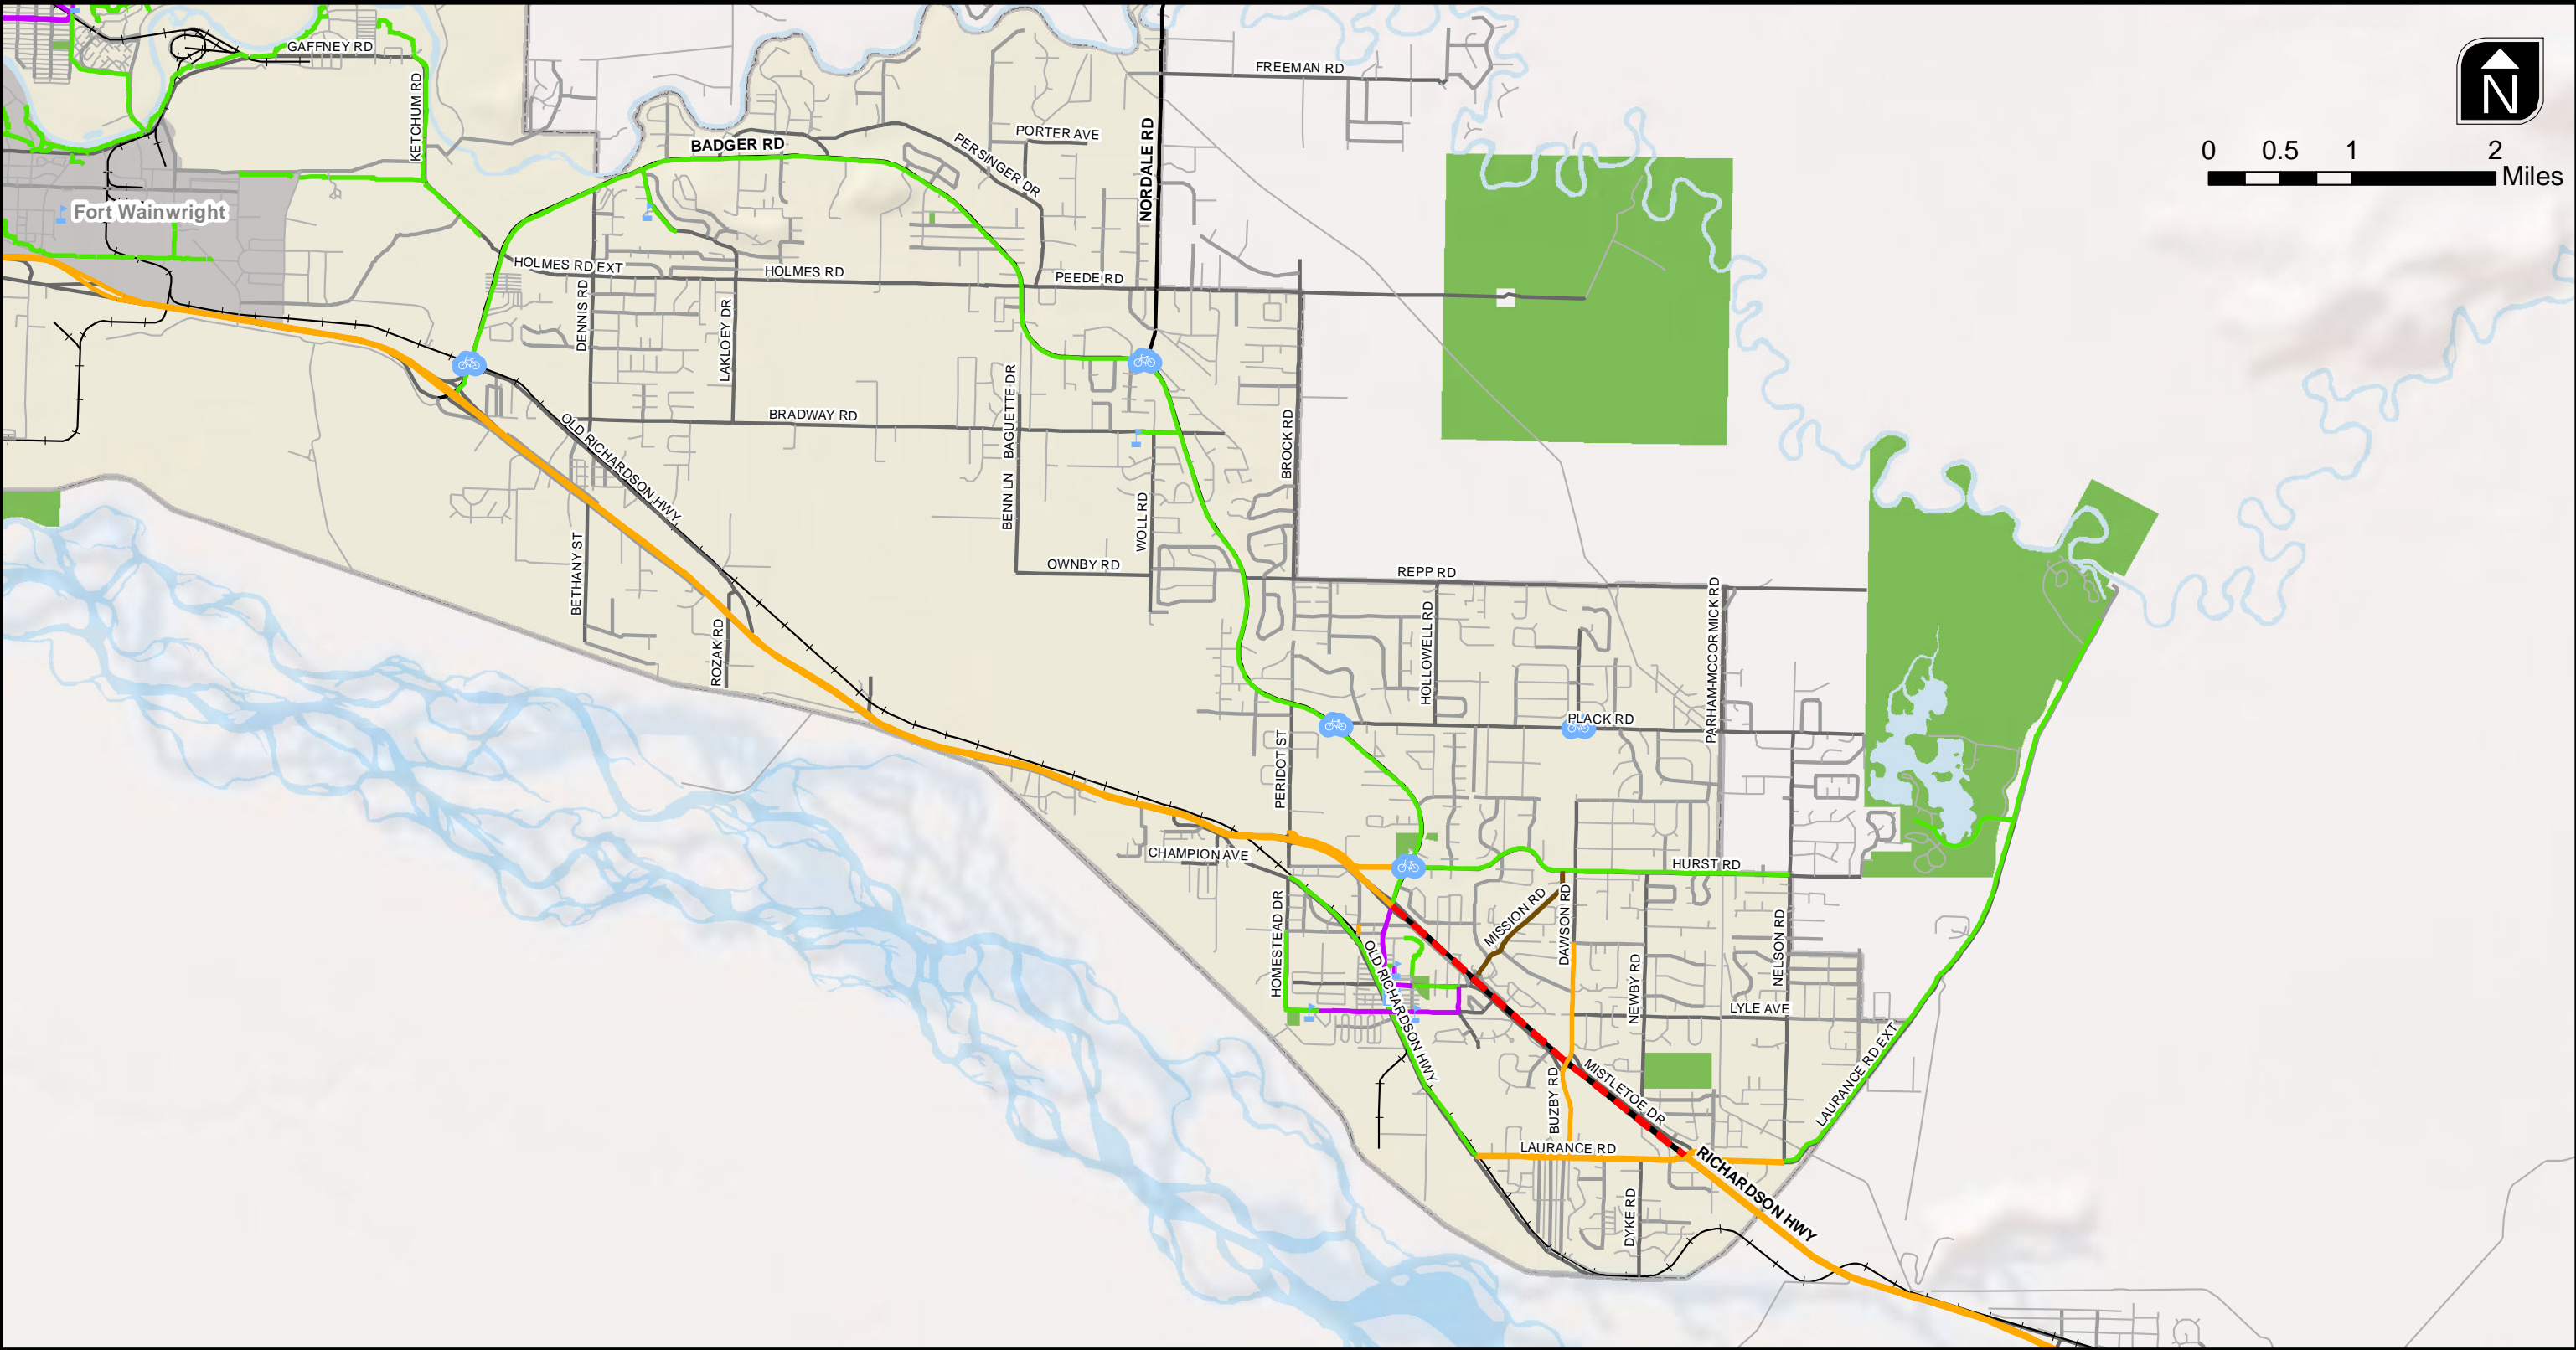 GAFFNEY RD
KETCHUM RD
FREEMAN RD
N
0 0.5 1 2
Miles
BADGER RD
PORTER AVE
PERSINGER DR
NORDALE RD
Fort Wainwright
HOLMES RD EXT
HOLMES RD
PEEDE RD
DENNIS RD
LAKLOEY DR
BAGUETTE DR
BRADWAY RD
OLD RICHARDSON HWY
BROCK RD
BENN LN
WOLL RD
BETHANY ST
OWNBY RD
REPP RD
ROZAK RD
HOLLOWELL RD
PARHAM-MCCORMICK RD
PLACK RD
PERIDOT ST
CHAMPION AVE
HURST RD
HOMESTEAD DR
OLD RICHARDSON HWY
MISSION RD
DAWSON RD
NEWBY RD
NELSON RD
LYLE AVE
LAURANCE RD EXT
BUZBY RD
MISTLETOE DR
LAURANCE RD
RICHARDSON HWY
DYKE RD